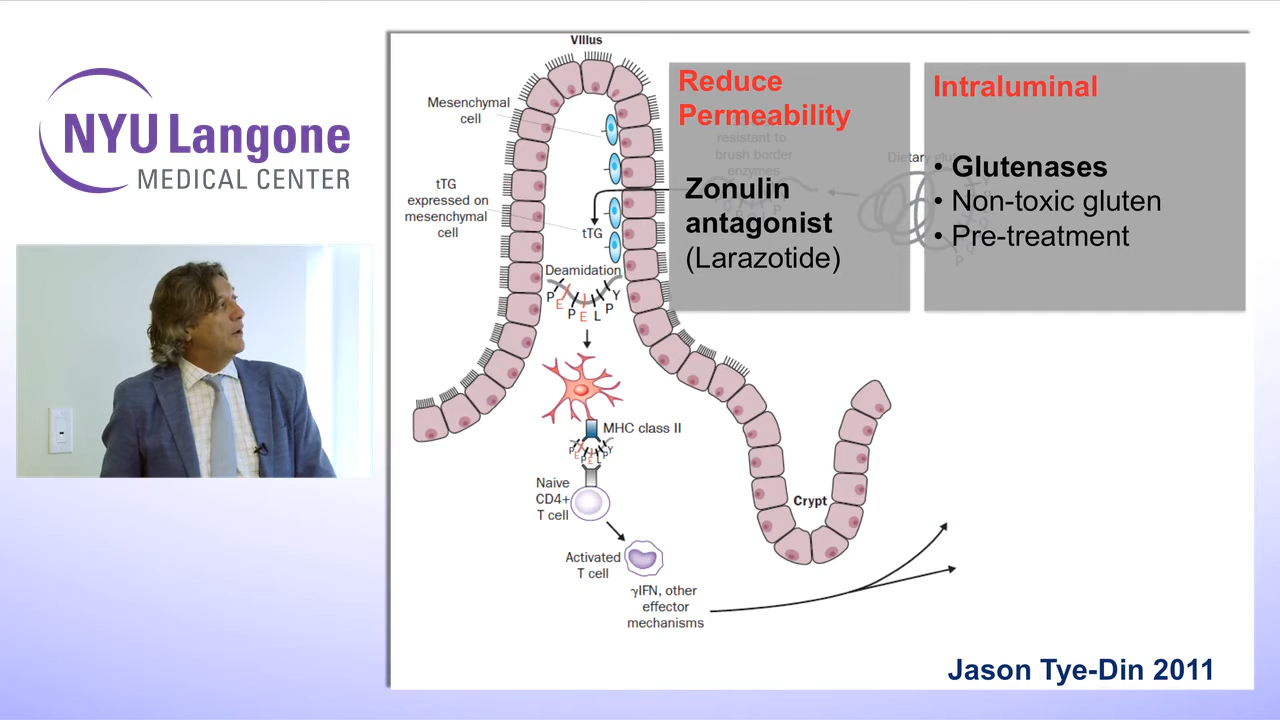 NYU Langone
MEDICAL CENTER
VIllus
Mesenchymal
cell
tTG
expressed on
mesenchymal
cell
tTG
Deamidation
P
E
P
E
L
P
Y
MHC class II
P
E
P
E
L
P
Y
Naive
CD4+
T cell
Activated
T cell
γIFN, other
effector
mechanisms
Crypt
Reduce
Permeability
resistant to
brush border
enzymes
Zonulin
antagonist
(Larazotide)
Intraluminal
Dietary glu
• Glutenases
• Non-toxic gluten
• Pre-treatment
Jason Tye-Din 2011